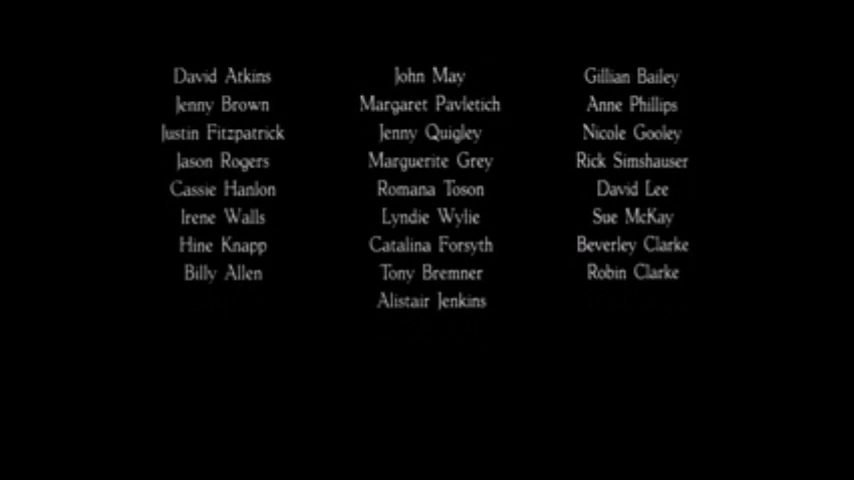 David Atkins
Jenny Brown
Justin Fitzpatrick
Jason Rogers
Cassie Hanlon
Irene Walls
Hine Knapp
Billy Allen
John May
Margaret Pavletich
Jenny Quigley
Marguerite Grey
Romana Toson
Lyndie Wylie
Catalina Forsyth
Tony Bremner
Alistair Jenkins
Gillian Bailey
Anne Phillips
Nicole Gooley
Rick Simshauser
David Lee
Sue McKay
Beverley Clarke
Robin Clarke